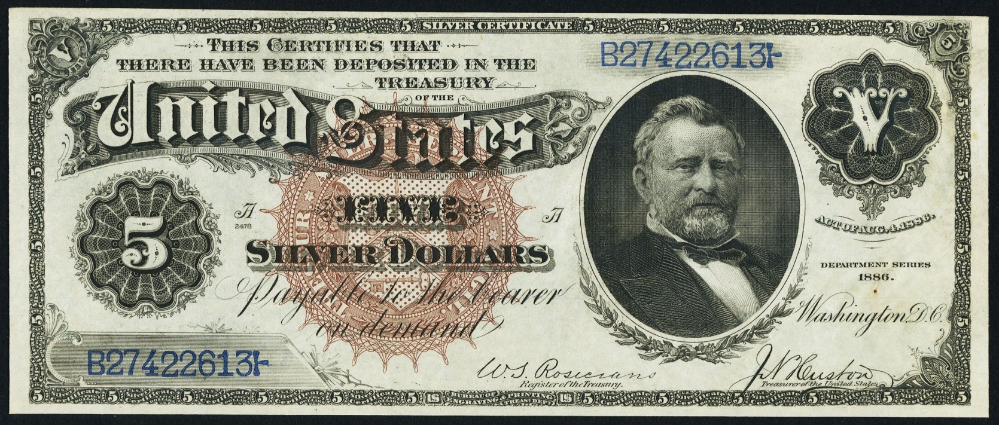 SILVER CERTIFICATE
THIS CERTIFIES THAT
THERE HAVE BEEN DEPOSITED IN THE
TREASURY
OF THE
United States
B27422613
V
5
A
2478
FIVE
A
SILVER DOLLARS
Payable to the bearer
on demand
ACT OF AUG. 4, 1886.
DEPARTMENT SERIES
1886.
Washington, D.C.
B27422613
W.S. Rosecrans
Register of the Treasury.
J.N. Huston
Treasurer of the United States.
BUREAU OF
ENGRAVING & PRINTING